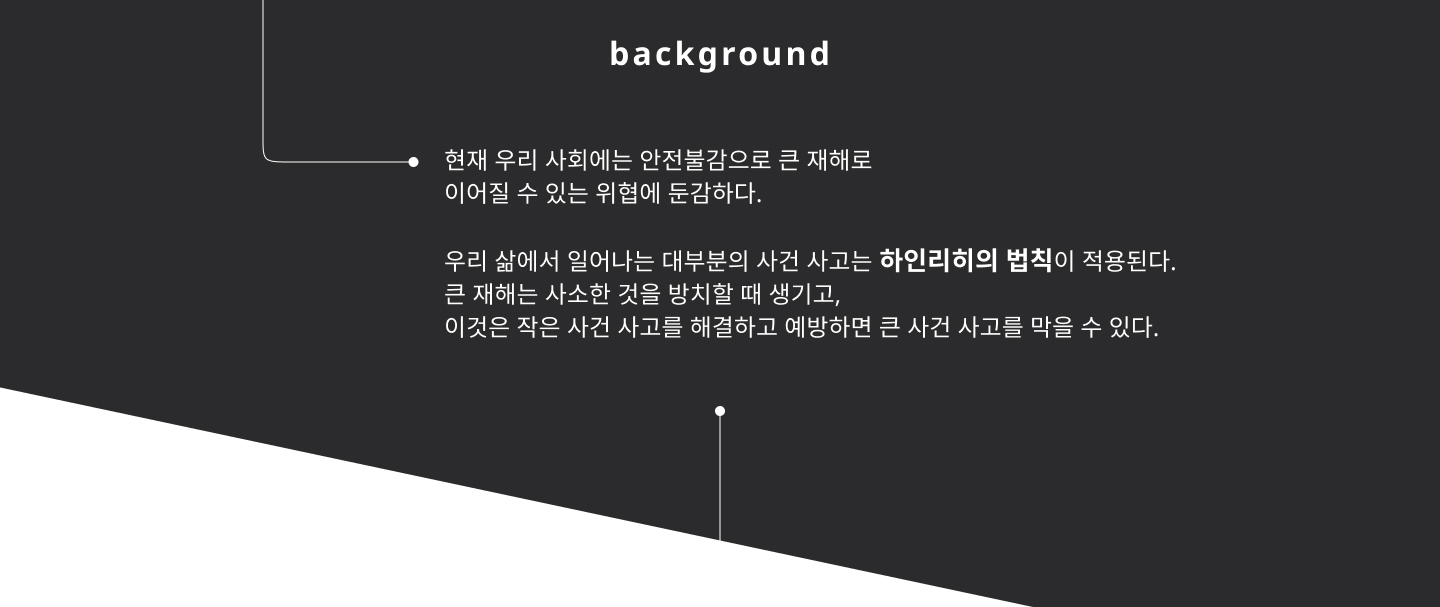 background
현재 우리 사회에는 안전불감으로 큰 재해로
이어질 수 있는 위협에 둔감하다.
우리 삶에서 일어나는 대부분의 사건 사고는 하인리히의 법칙이 적용된다.
큰 재해는 사소한 것을 방치할 때 생기고,
이것은 작은 사건 사고를 해결하고 예방하면 큰 사건 사고를 막을 수 있다.